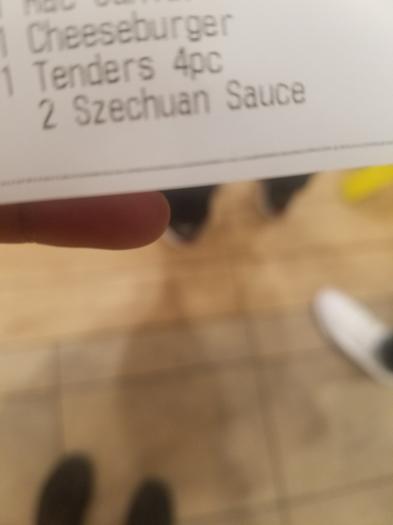 1 Cheeseburger
1 Tenders 4pc
2 Szechuan Sauce